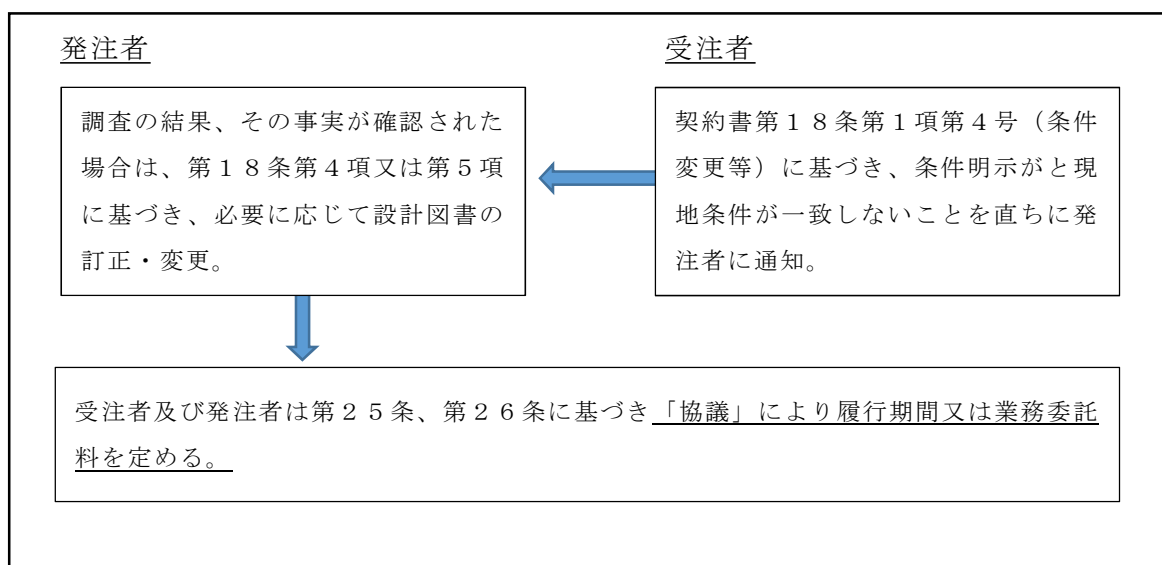 発注者
受注者
調査の結果、その事実が確認された
場合は、第１８条第４項又は第５項
に基づき、必要に応じて設計図書の
訂正・変更。
契約書第１８条第１項第４号（条件
変更等）に基づき、条件明示がと現
地条件が一致しないことを直ちに発
注者に通知。
受注者及び発注者は第２５条、第２６条に基づき「協議」により履行期間又は業務委託
料を定める。